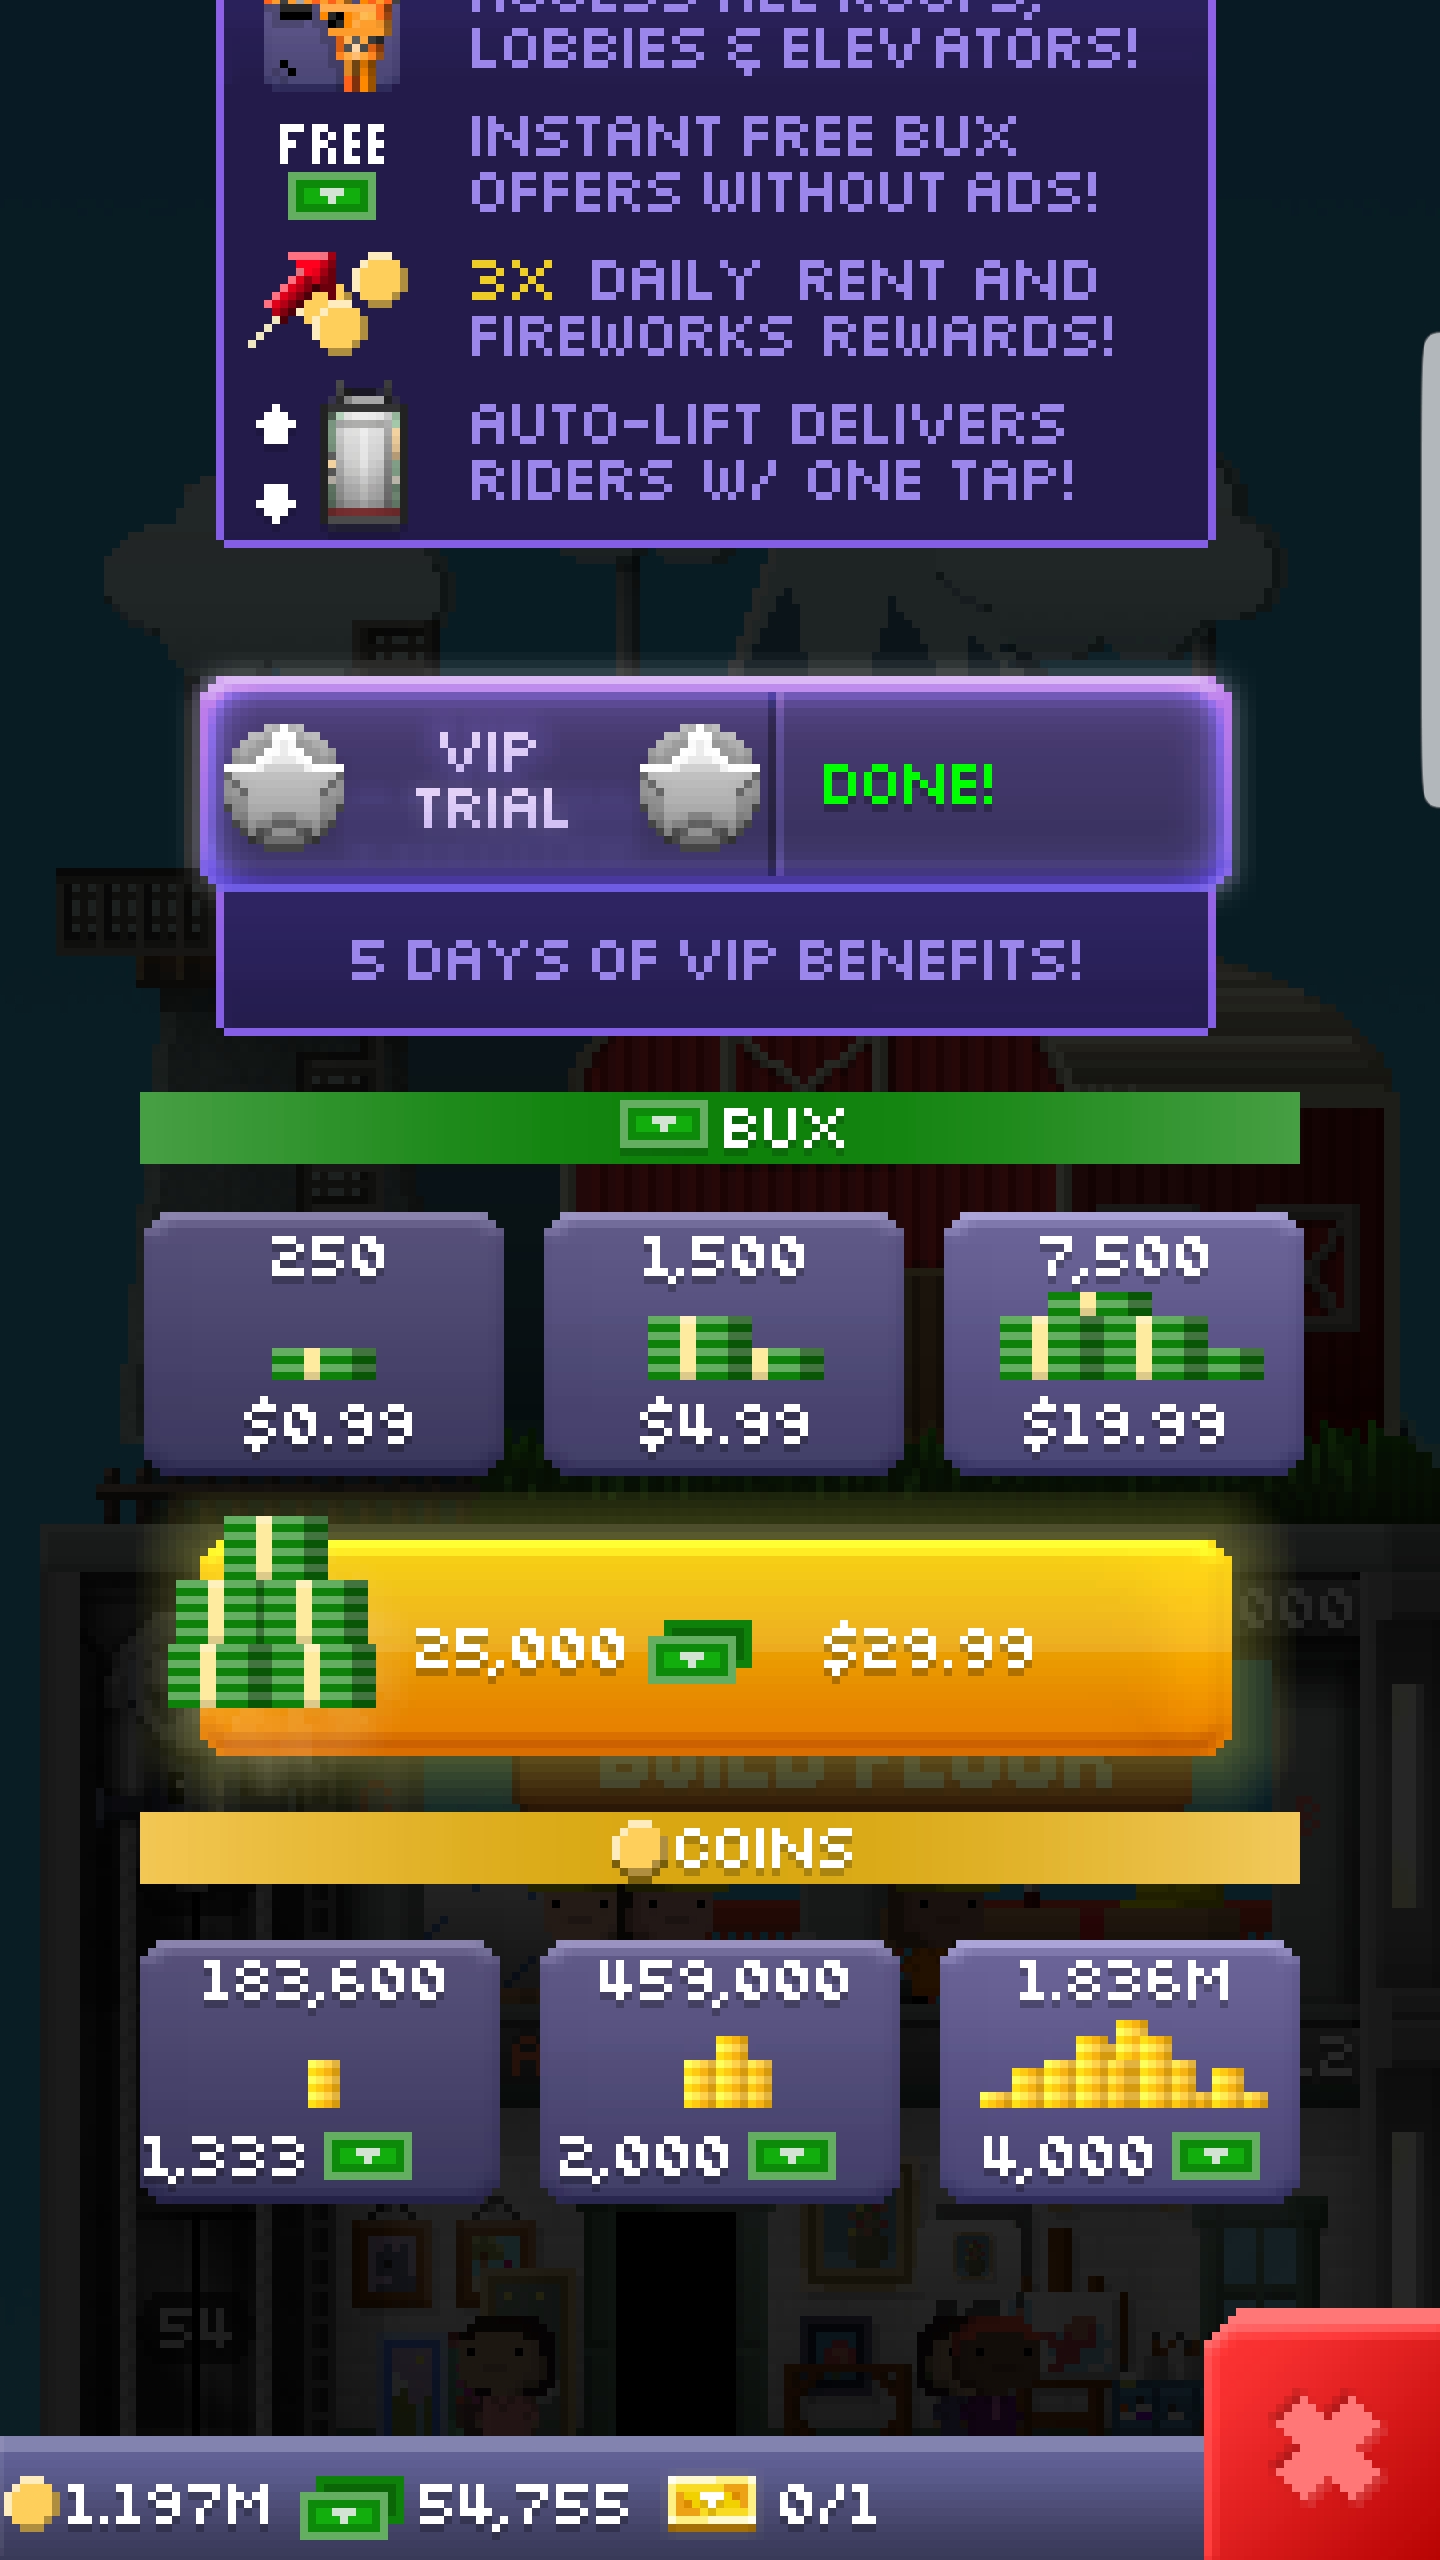 LOBBIES & ELEVATORS!
FREE
INSTANT FREE BUX
OFFERS WITHOUT ADS!
3X DAILY RENT AND
FIREWORKS REWARDS!
AUTO-LIFT DELIVERS
RIDERS W/ ONE TAP!
VIP
TRIAL
DONE!
5 DAYS OF VIP BENEFITS!
BUX
250
1,500
7,500
$0.99
$4.99
$19.99
25,000
$29.99
BUILD FLOOR
COINS
183,600
459,000
1.836M
1,333
2,000
4,000
54
1.197M
54,755
0/1